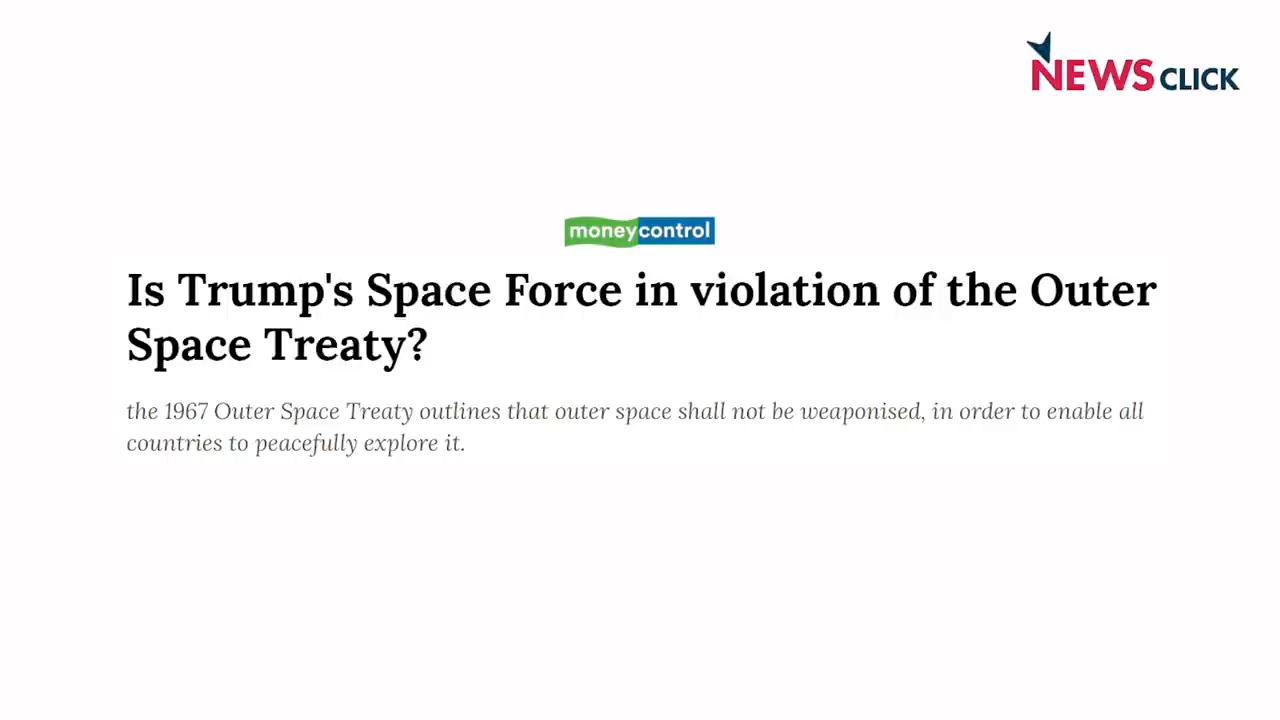 NEWS CLICK
moneycontrol
Is Trump's Space Force in violation of the Outer
Space Treaty?
the 1967 Outer Space Treaty outlines that outer space shall not be weaponised, in order to enable all
countries to peacefully explore it.